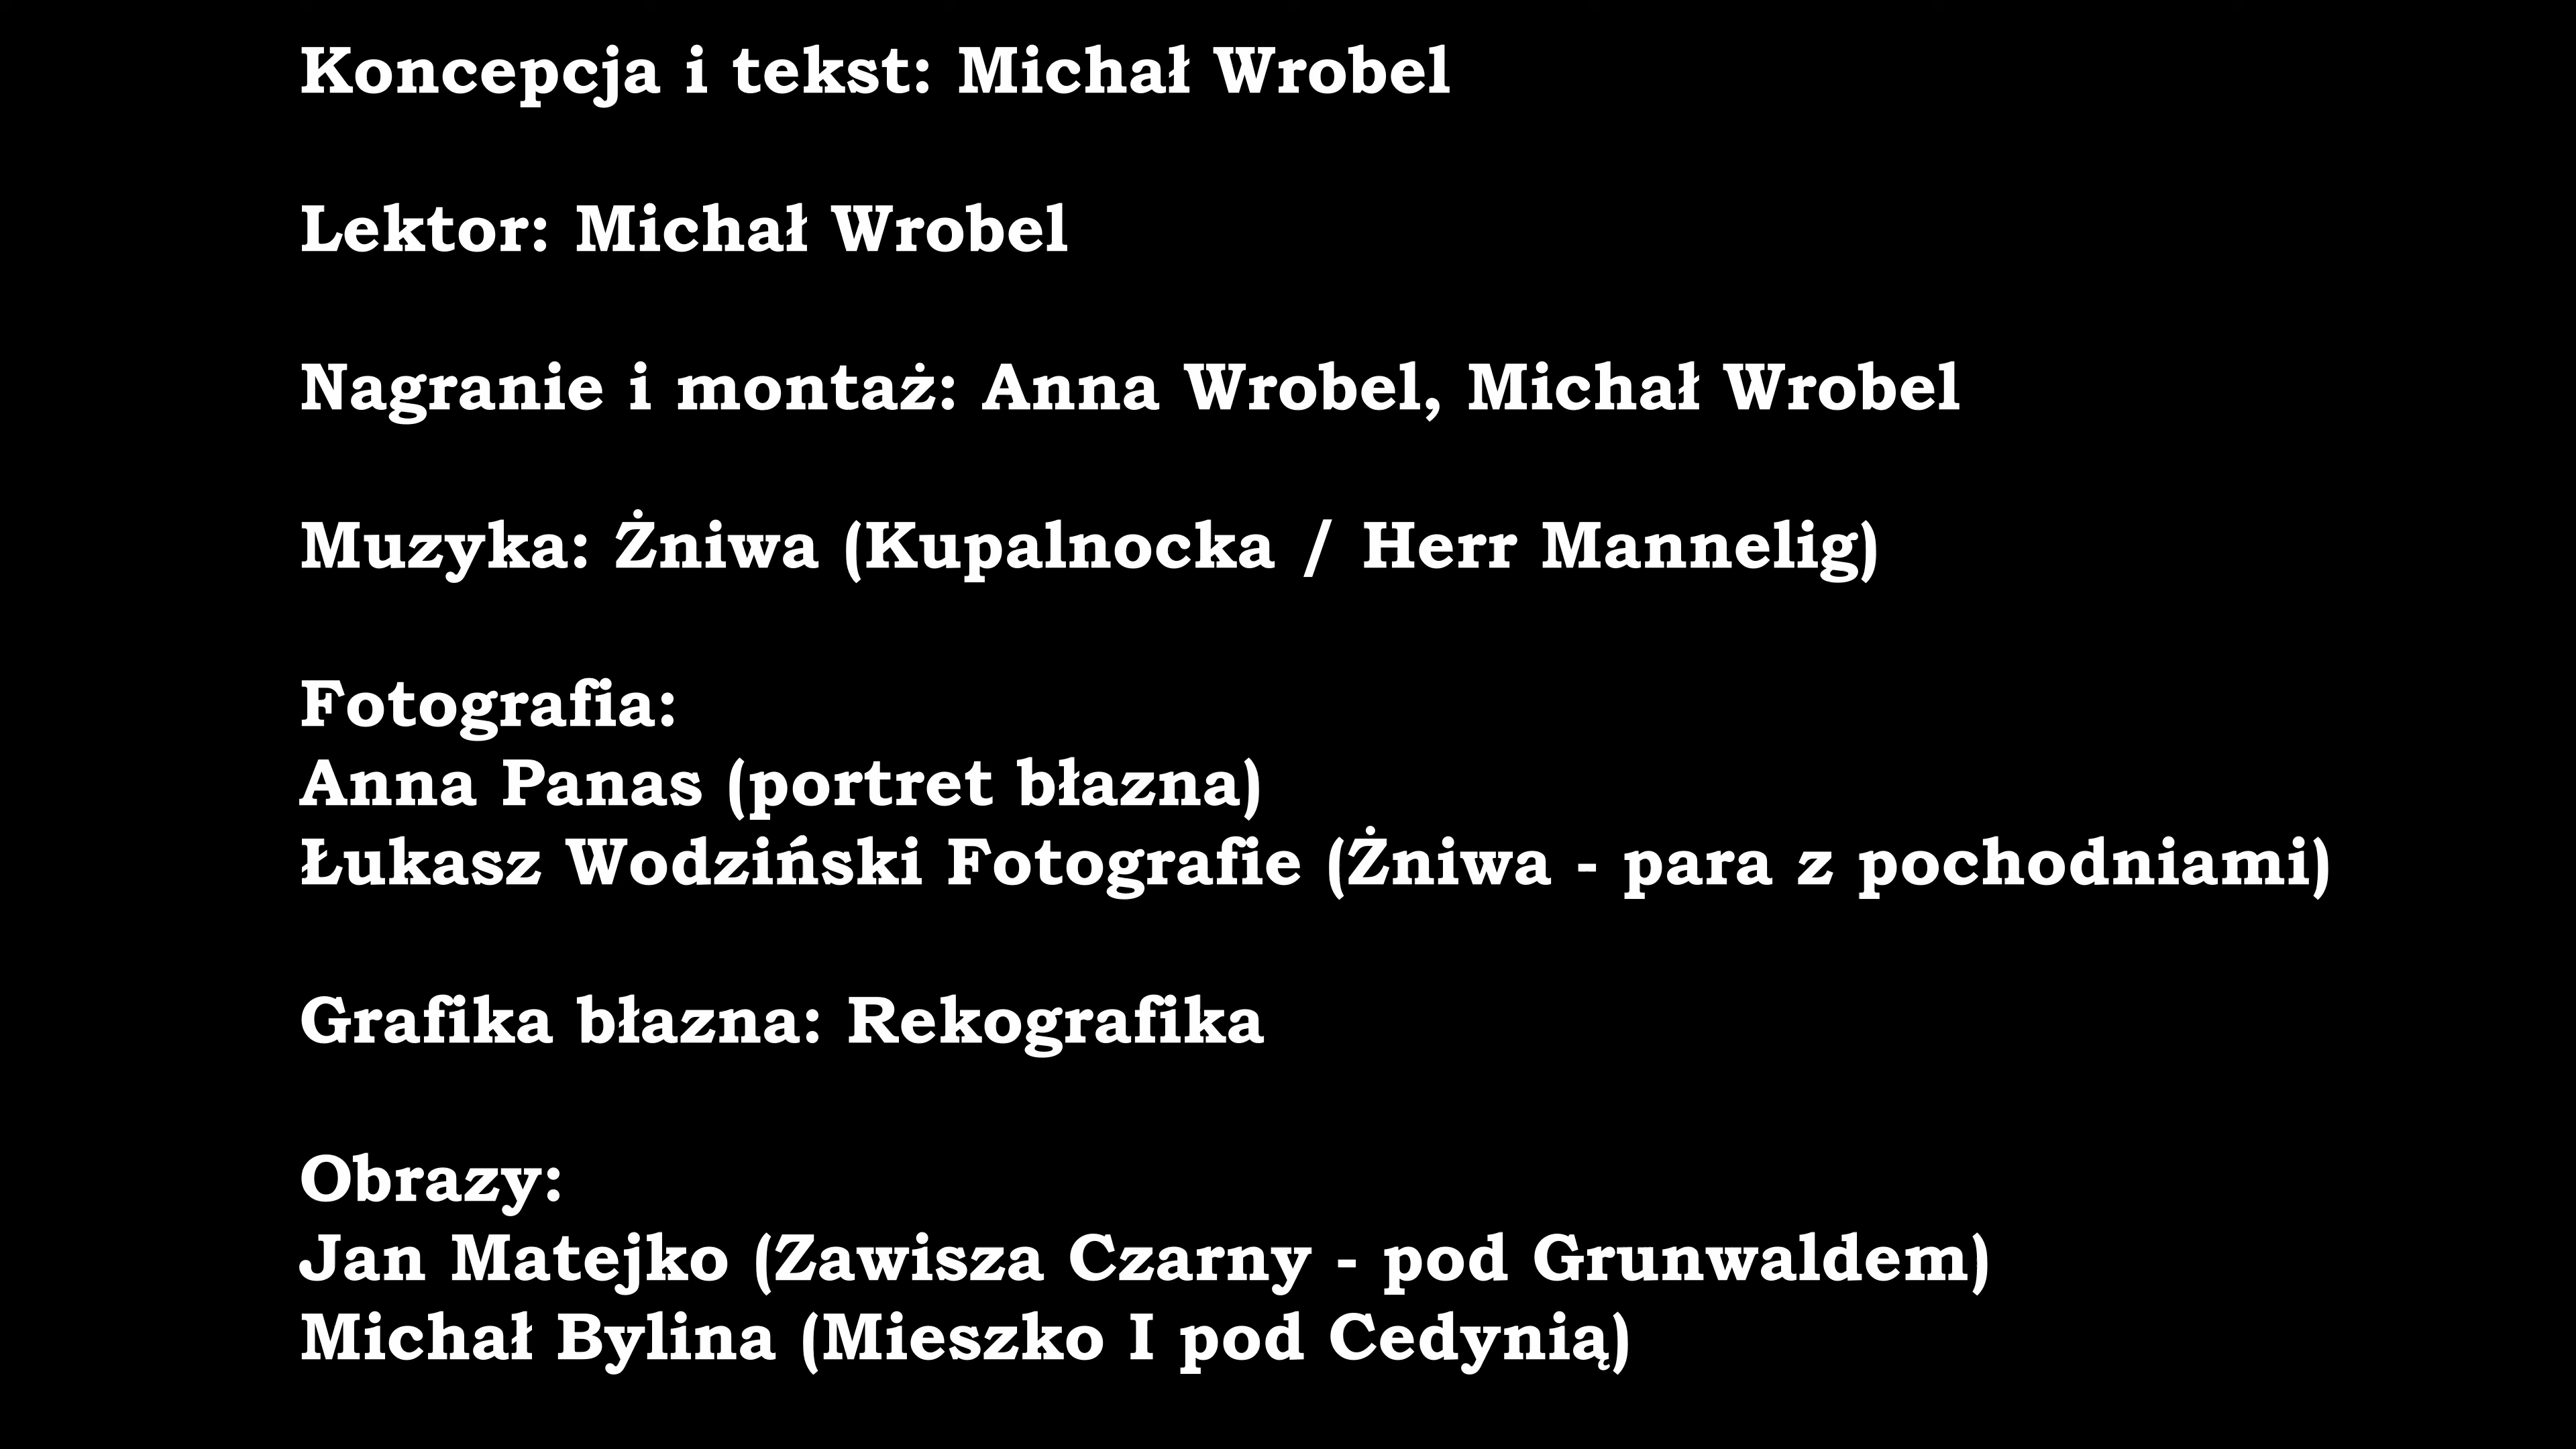 Koncepcja i tekst: Michał Wrobel
Lektor: Michał Wrobel
Nagranie i montaż: Anna Wrobel, Michał Wrobel
Muzyka: Żniwa (Kupalnocka / Herr Mannelig)
Fotografia:
Anna Panas (portret błazna)
Łukasz Wodziński Fotografie (Żniwa - para z pochodniami)
Grafika błazna: Rekografika
Obrazy:
Jan Matejko (Zawisza Czarny - pod Grunwaldem)
Michał Bylina (Mieszko I pod Cedynią)